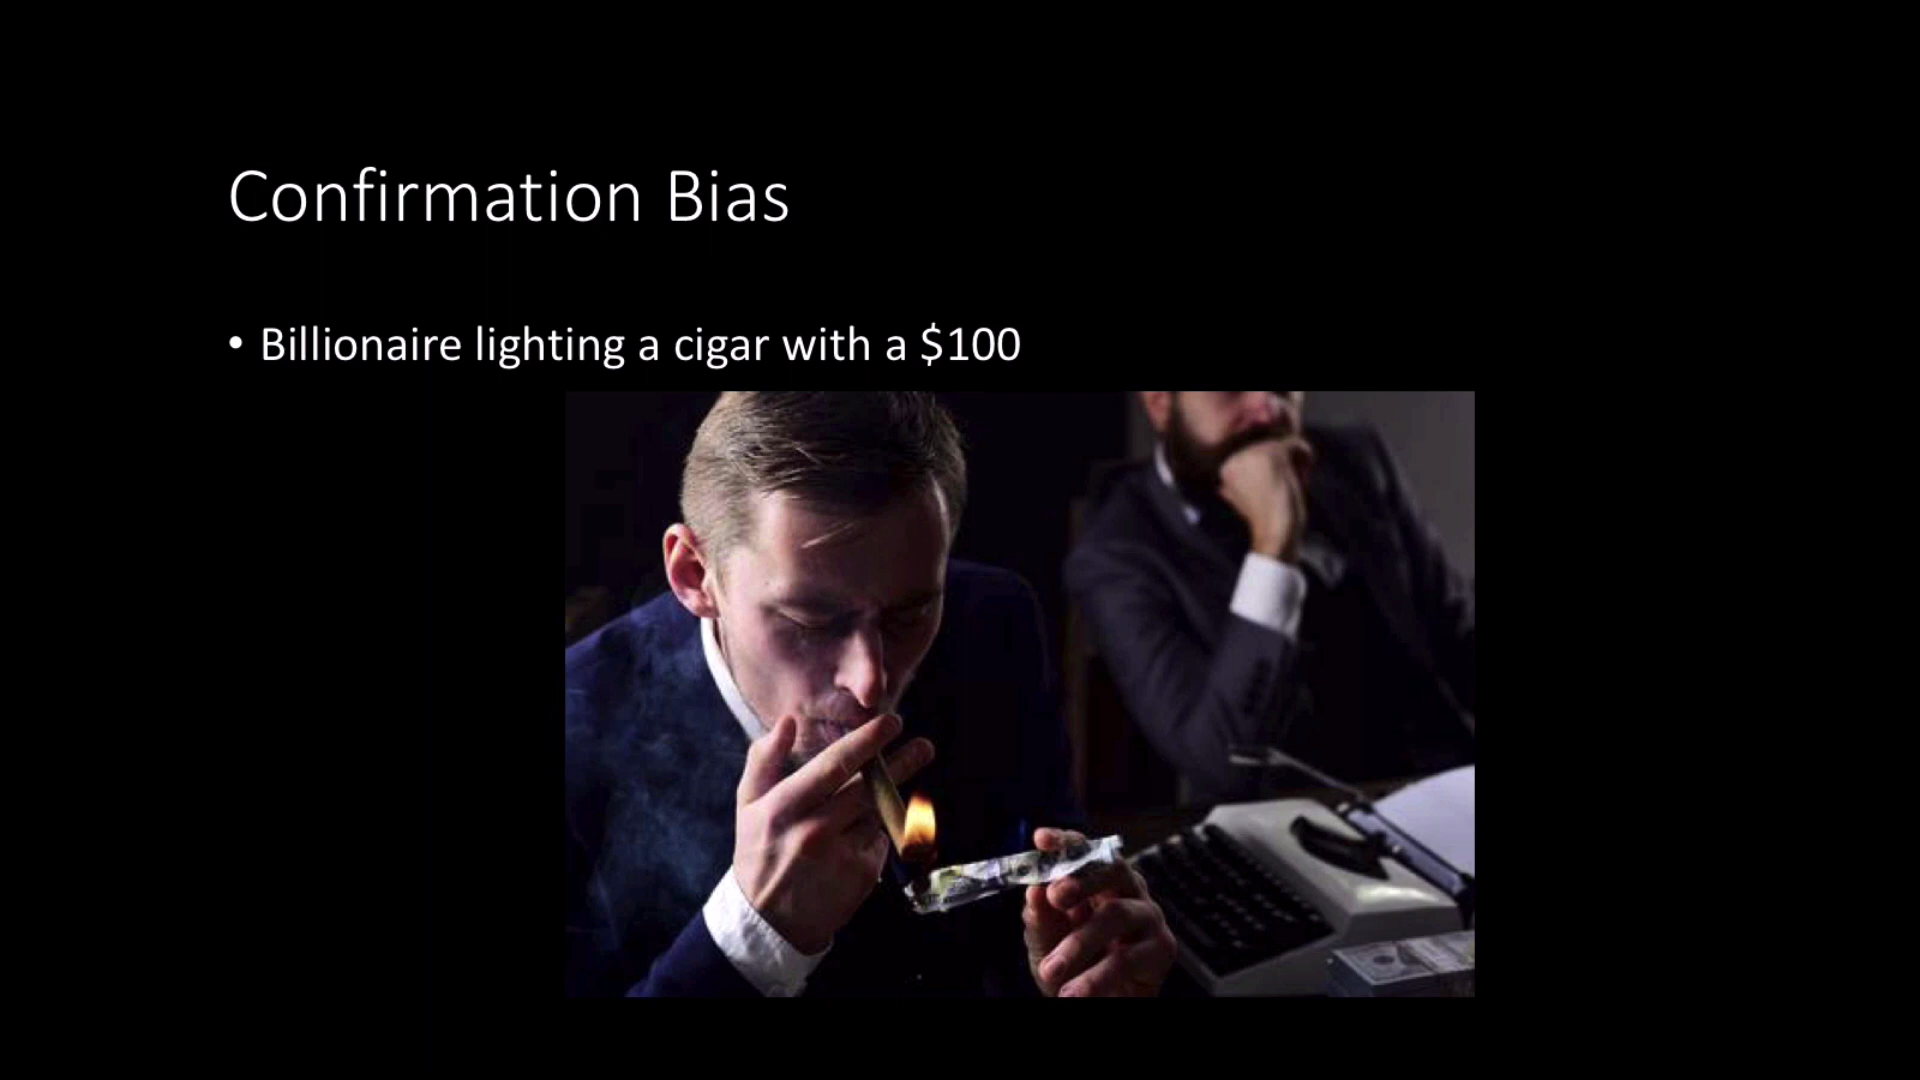 Confirmation Bias
• Billionaire lighting a cigar with a $100